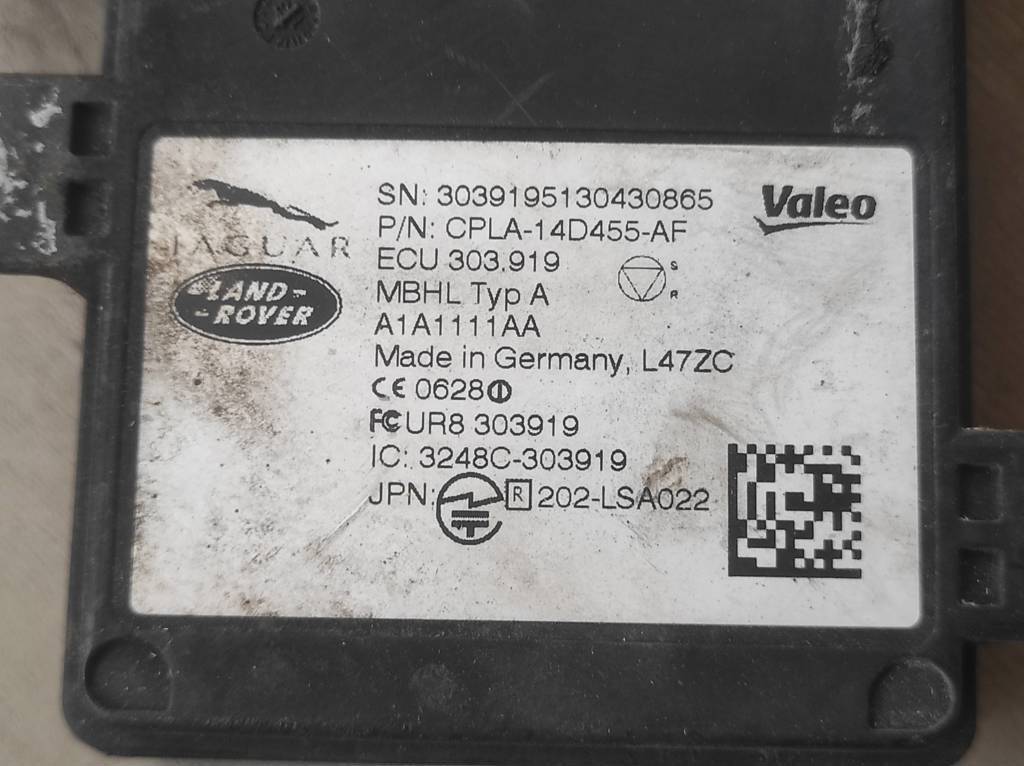 SN: 3039195130430865
Valeo
P/N: CPLA-14D455-AF
JAGUAR
ECU 303.919
S
R
LAND-
-ROVER
MBHL Typ A
A1A1111AA
Made in Germany, L47ZC
CE 0628
FC UR8 303919
IC: 3248C-303919
JPN: R 202-LSA022